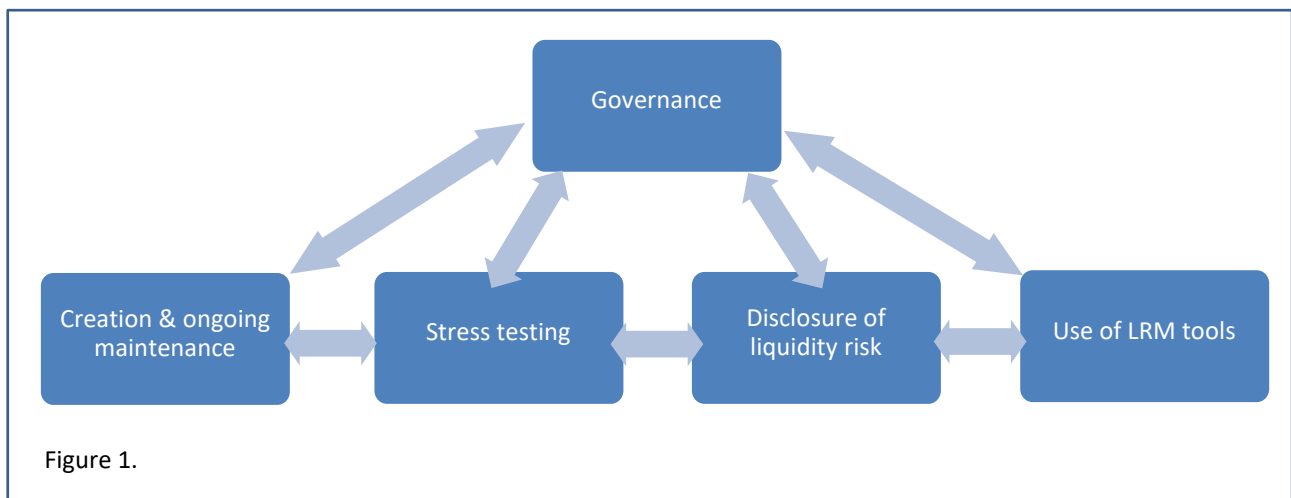 Governance
Creation & ongoing
maintenance
Stress testing
Disclosure of
liquidity risk
Use of LRM tools
Figure 1.